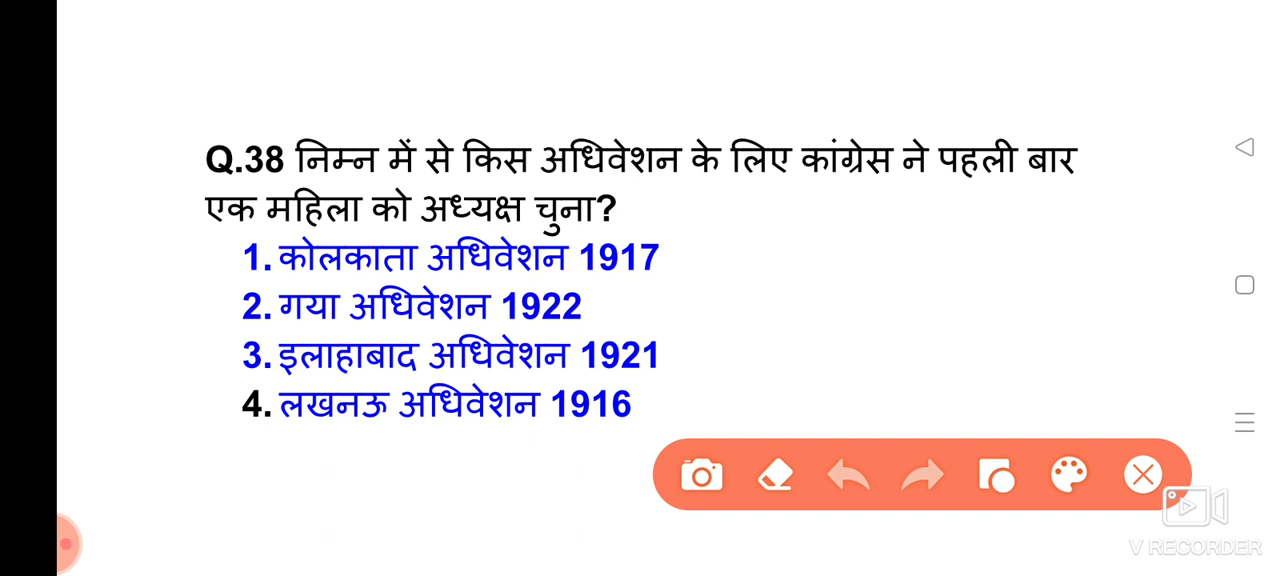 Q.38 निम्न में से किस अधिवेशन के लिए कांग्रेस ने पहली बार
एक महिला को अध्यक्ष चुना?
1. कोलकाता अधिवेशन 1917
2. गया अधिवेशन 1922
3. इलाहाबाद अधिवेशन 1921
4. लखनऊ अधिवेशन 1916
V RECORDER